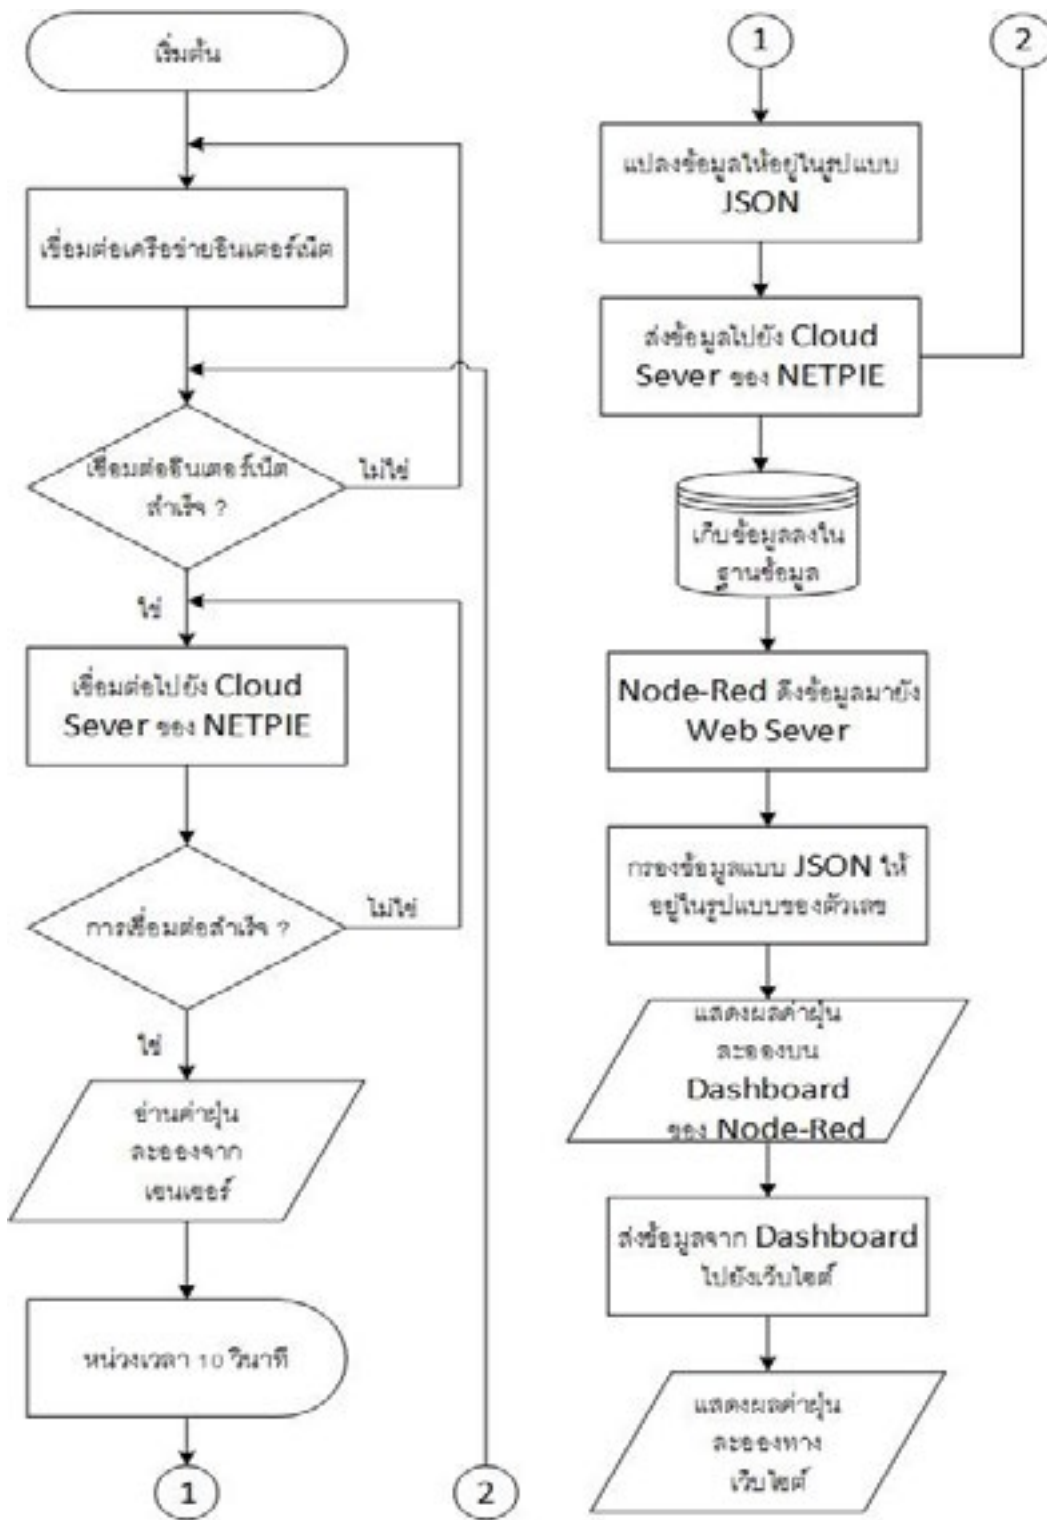 เริ่มต้น
เชื่อมต่อเครือข่ายอินเตอร์เน็ต
เชื่อมต่ออินเตอร์เน็ต
สำเร็จ ?
ไม่ใช่
ใช่
เชื่อมต่อไปยัง Cloud
Sever ของ NETPIE
การเชื่อมต่อสำเร็จ ?
ไม่ใช่
ใช่
อ่านค่าฝุ่น
ละอองจาก
เซนเซอร์
หน่วงเวลา 10 วินาที
1
2
1
2
แปลงข้อมูลให้อยู่ในรูปแบบ
JSON
ส่งข้อมูลไปยัง Cloud
Sever ของ NETPIE
เก็บข้อมูลลงใน
ฐานข้อมูล
Node-Red ดึงข้อมูลมายัง
Web Sever
กรองข้อมูลแบบ JSON ให้
อยู่ในรูปแบบของตัวเลข
แสดงผลค่าฝุ่น
ละอองบน
Dashboard
ของ Node-Red
ส่งข้อมูลจาก Dashboard
ไปยังเว็บไซต์
แสดงผลค่าฝุ่น
ละอองทาง
เว็บไซต์